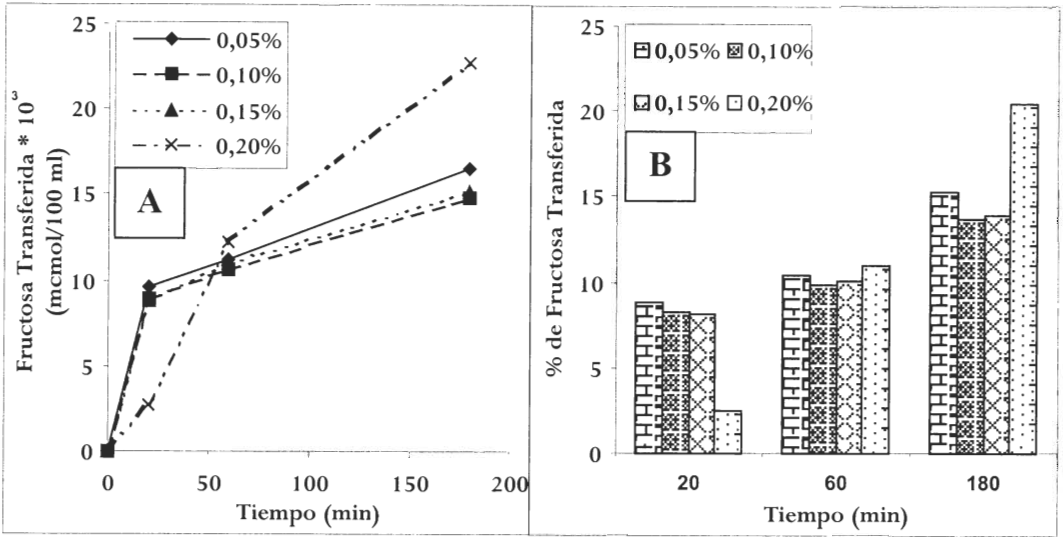 Fructosa Transferida * 10³
(mcmol/100 ml)
25
20
15
10
5
0
0,05%
0,10%
0,15%
0,20%
A
0 50 100 150 200
Tiempo (min)
% de Fructosa Transferida
25
20
15
10
5
0
0,05% 0,10%
0,15% 0,20%
B
20 60 180
Tiempo (min)